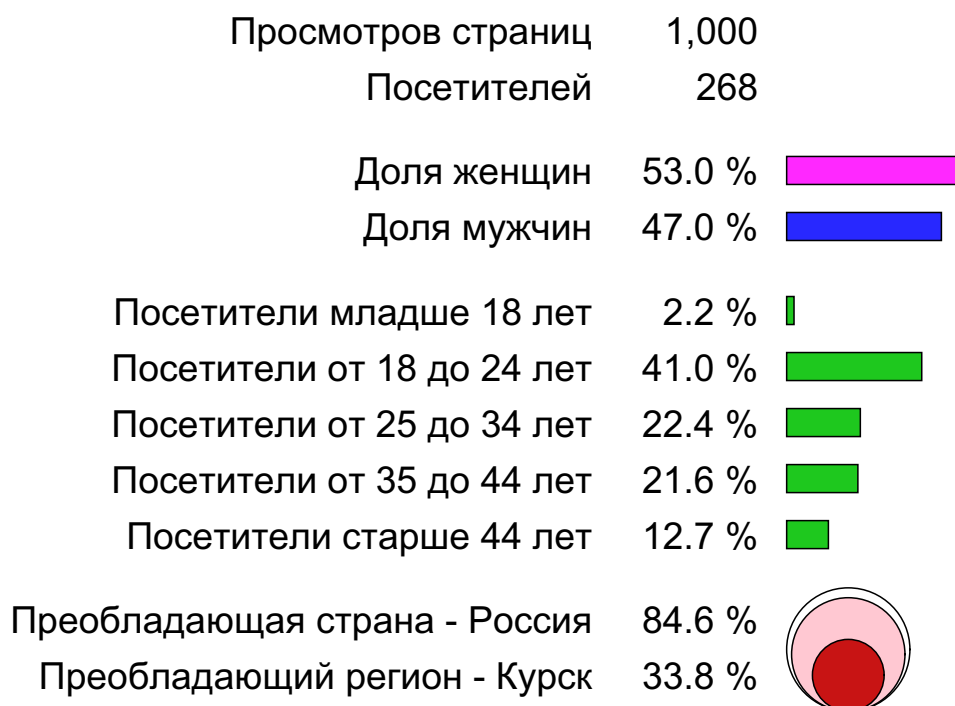 Просмотров страниц 1,000
Посетителей 268
Доля женщин 53.0 %
Доля мужчин 47.0 %
Посетители младше 18 лет 2.2 %
Посетители от 18 до 24 лет 41.0 %
Посетители от 25 до 34 лет 22.4 %
Посетители от 35 до 44 лет 21.6 %
Посетители старше 44 лет 12.7 %
Преобладающая страна - Россия 84.6 %
Преобладающий регион - Курск 33.8 %